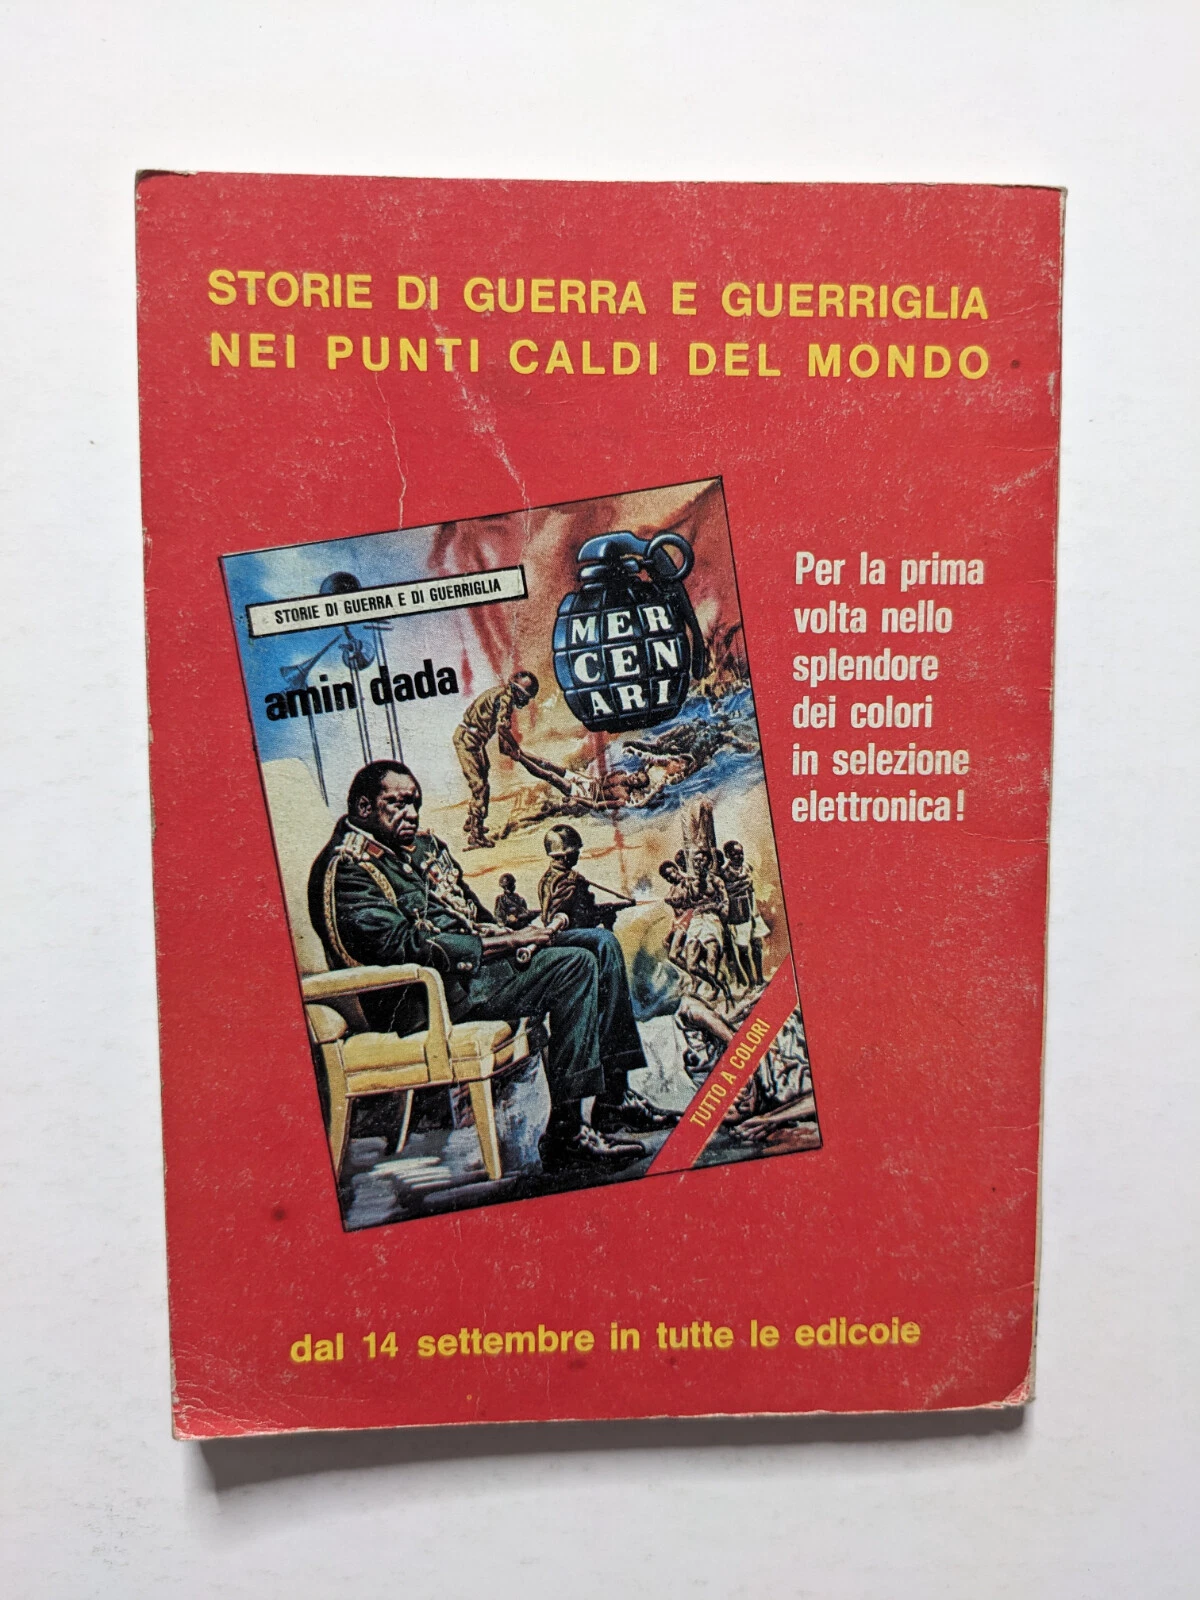 STORIE DI GUERRA E GUERRIGLIA
NEI PUNTI CALDI DEL MONDO
STORIE DI GUERRA E DI GUERRIGLIA
amin dada
MER
CEN
ARI
TUTTO A COLORI
Per la prima
volta nello
splendore
dei colori
in selezione
elettronica!
dal 14 settembre in tutte le edicole